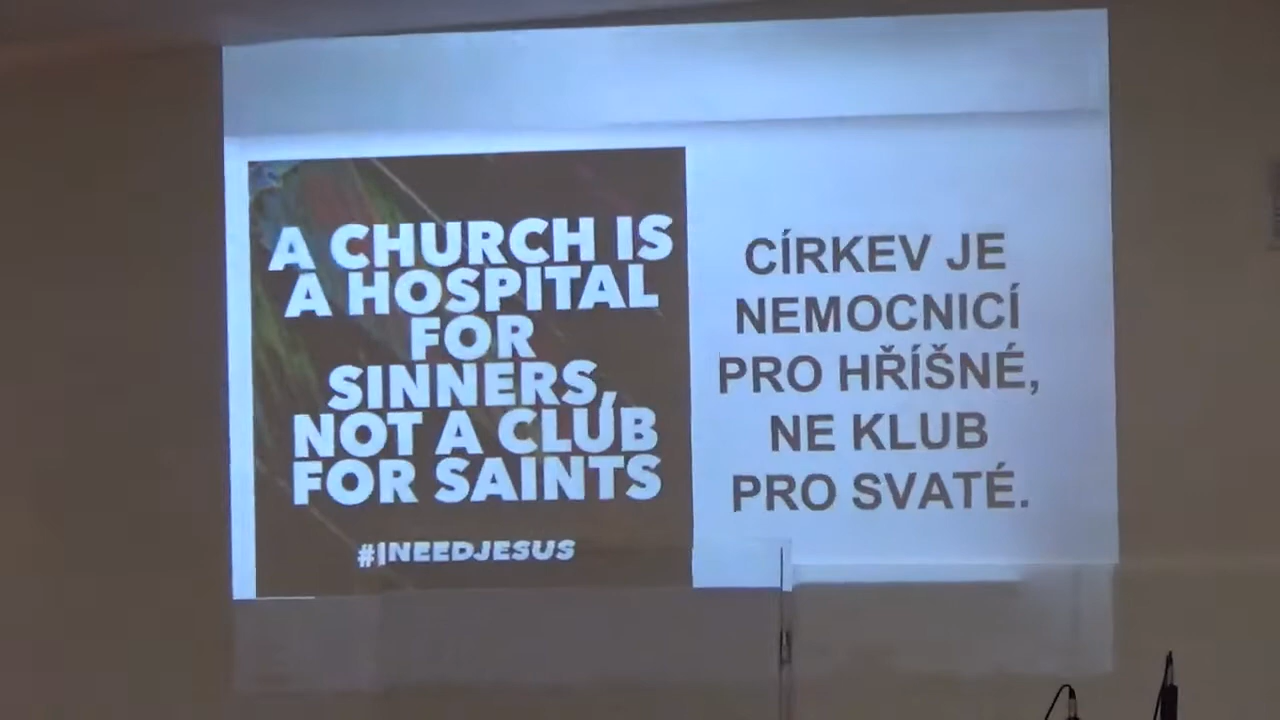 A CHURCH IS
A HOSPITAL
FOR
SINNERS,
NOT A CLUB
FOR SAINTS
#INEEDJESUS
CÍRKEV JE
NEMOCNICÍ
PRO HŘÍŠNÉ,
NE KLUB
PRO SVATÉ.